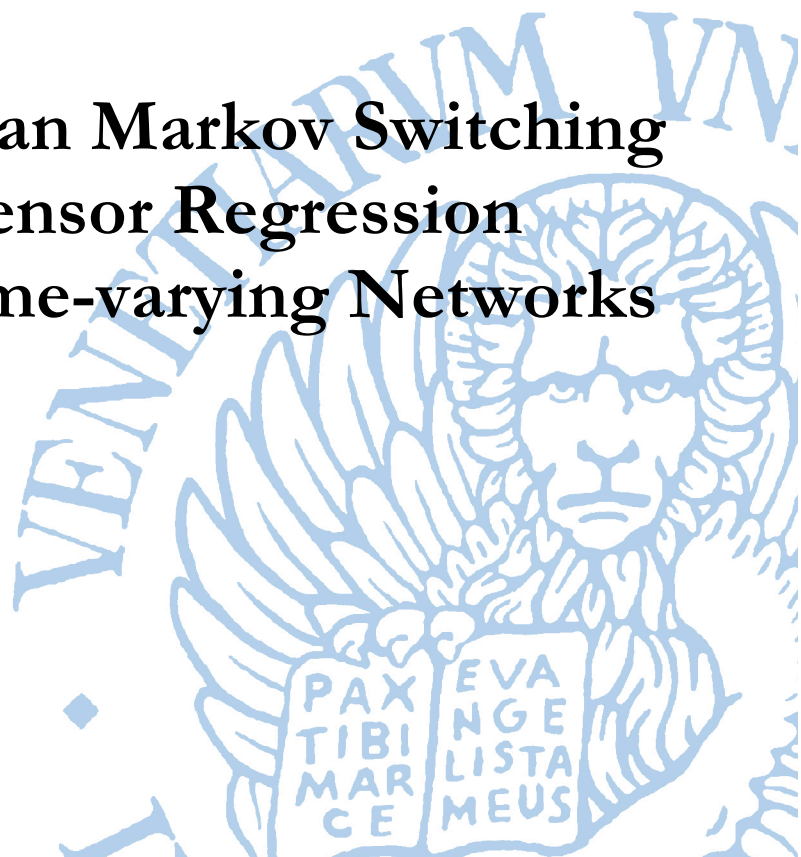 an Markov Switching
ensor Regression
me-varying Networks
VENETIARVM VN
PAX
TIBI
MAR
CE
EVA
NGE
LISTA
MEUS